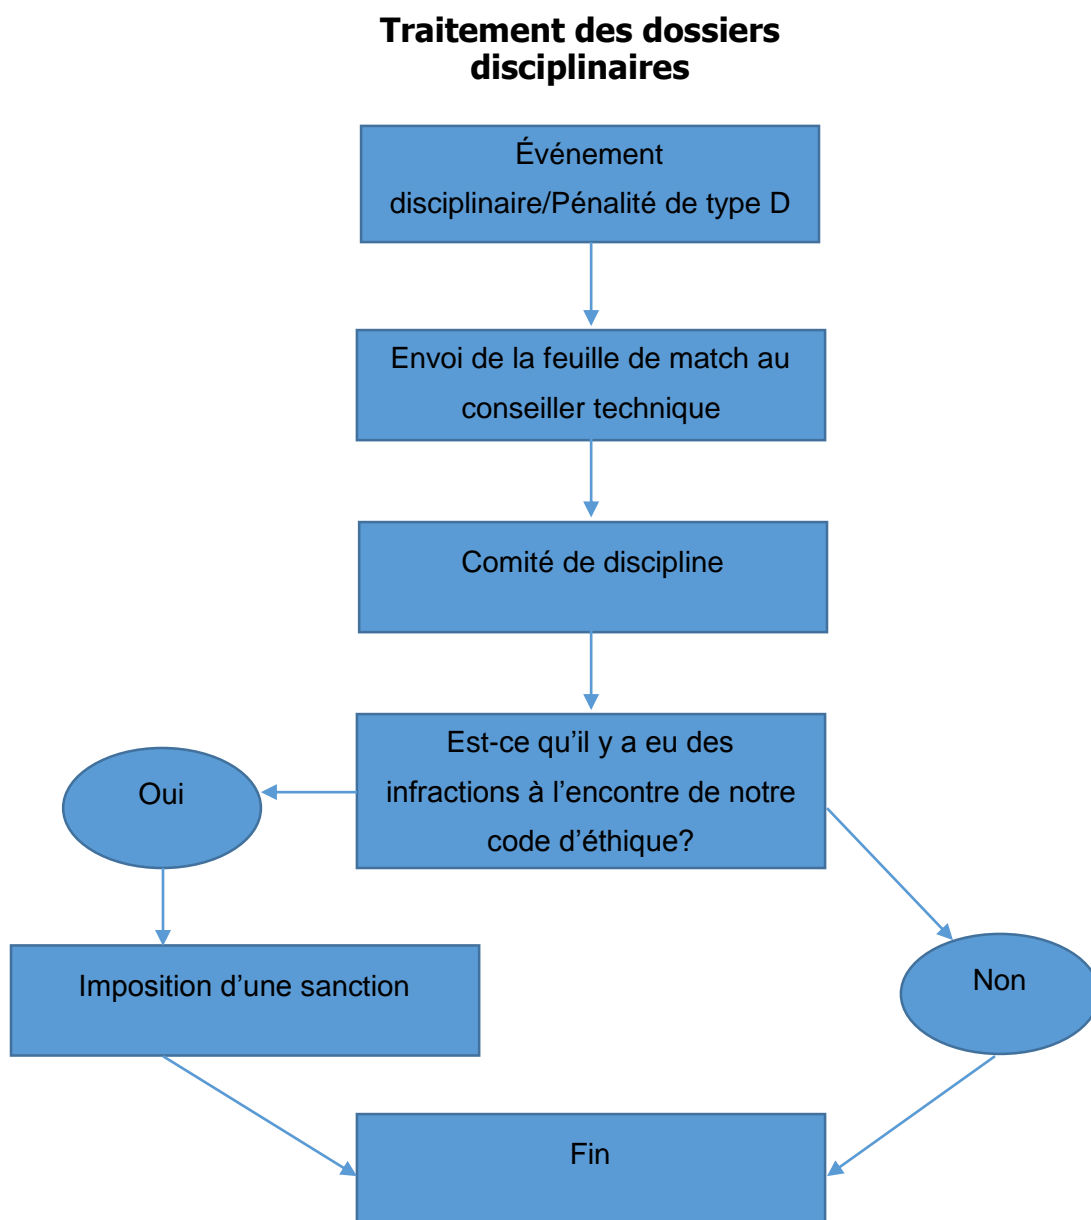 Traitement des dossiers
disciplinaires
Événement
disciplinaire/Pénalité de type D
Envoi de la feuille de match au
conseiller technique
Comité de discipline
Est-ce qu’il y a eu des
infractions à l’encontre de notre
code d’éthique?
Oui
Imposition d’une sanction
Non
Fin